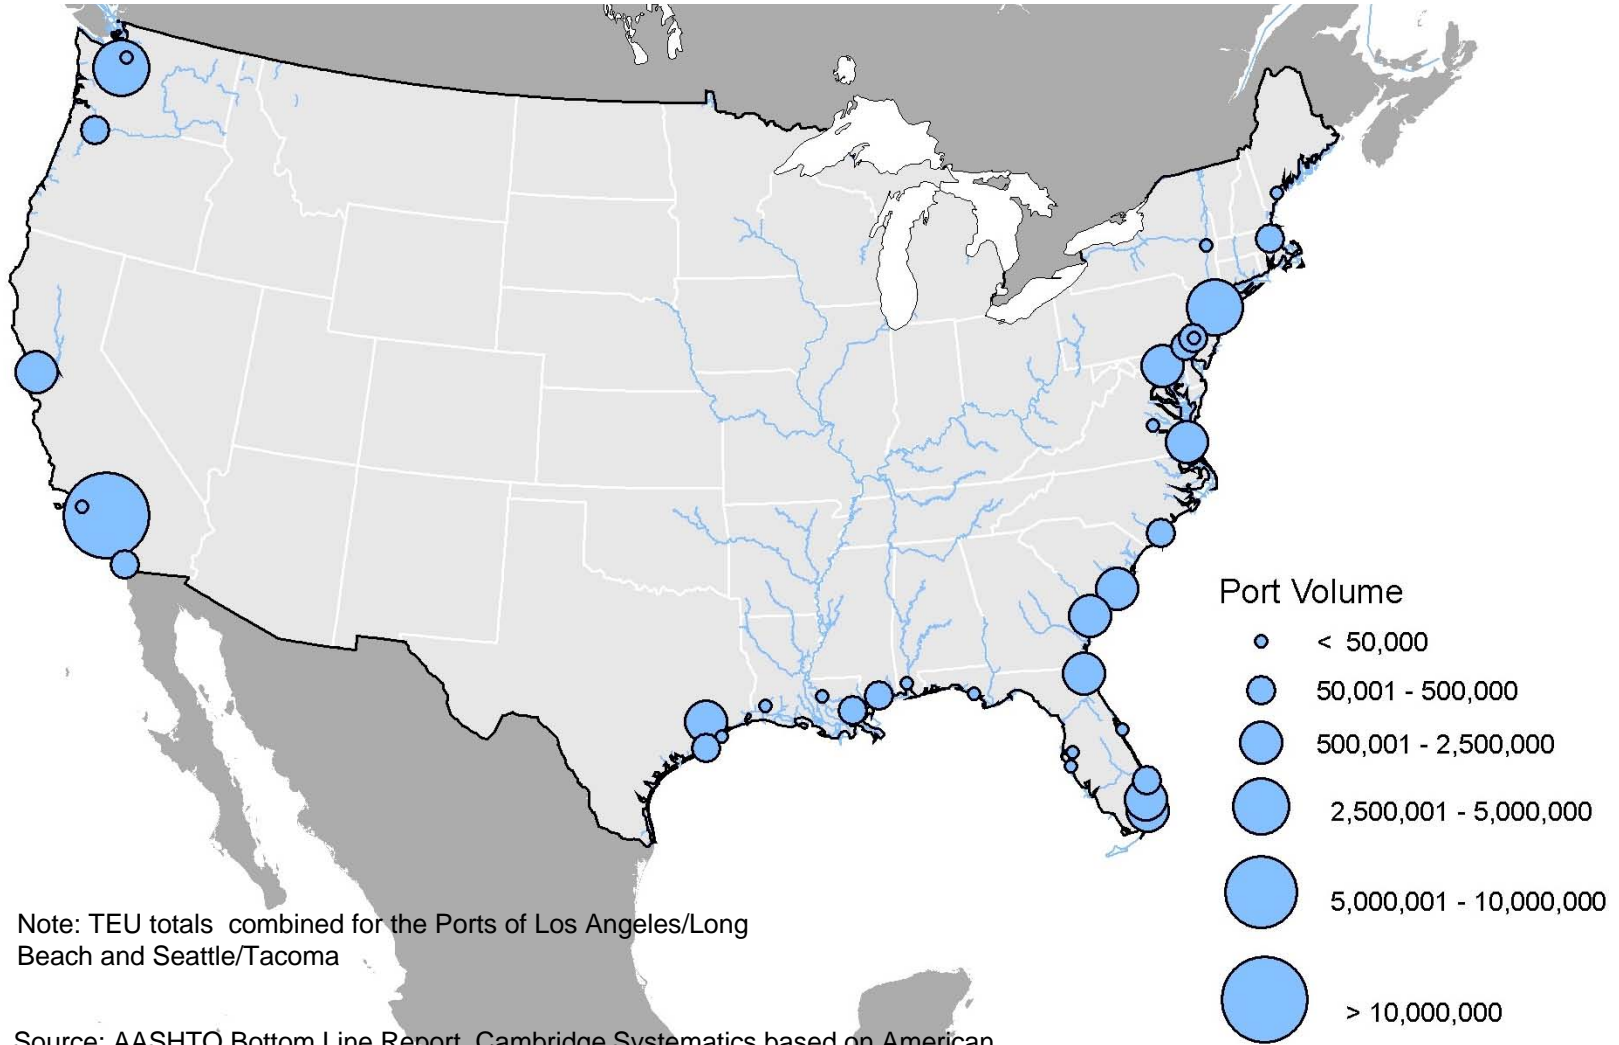 Port Volume
< 50,000
50,001 - 500,000
500,001 - 2,500,000
2,500,001 - 5,000,000
5,000,001 - 10,000,000
> 10,000,000
Note: TEU totals combined for the Ports of Los Angeles/Long
Beach and Seattle/Tacoma
Source: AASHTO Bottom Line Report, Cambridge Systematics based on American